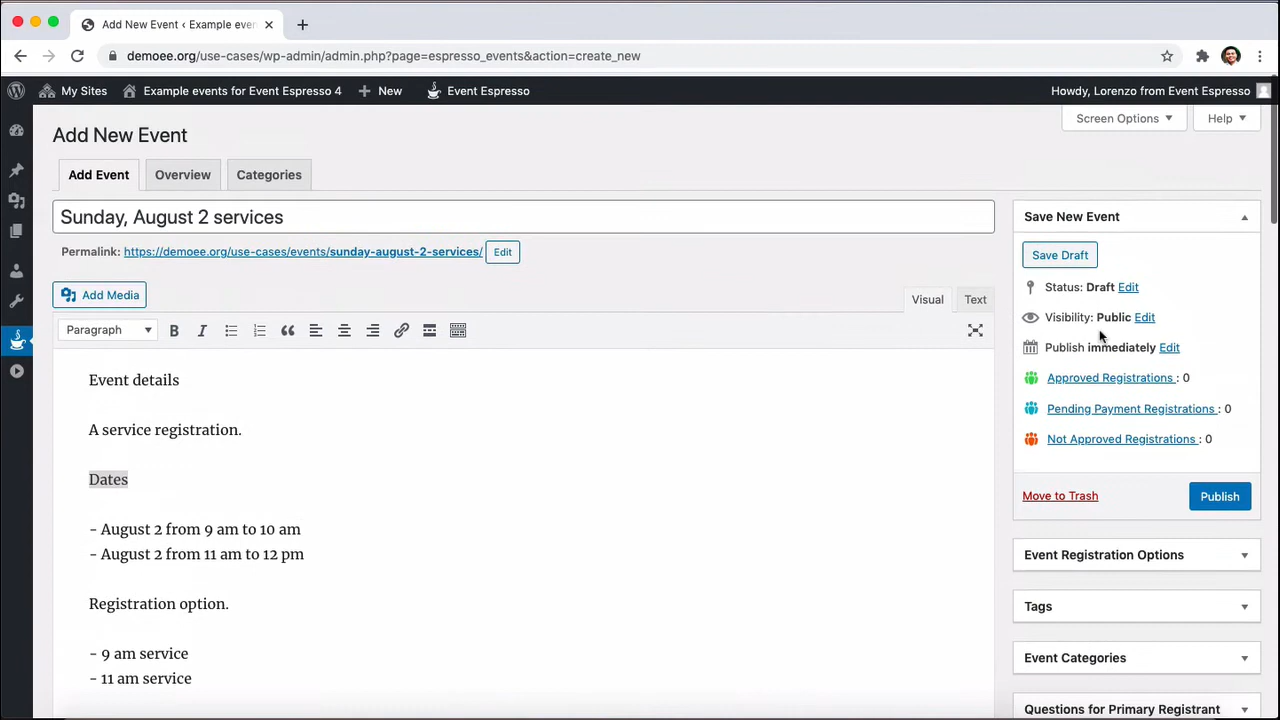 Add New Event ‹ Example ever
demoee.org/use-cases/wp-admin/admin.php?page=espresso_events&action=create_new
My Sites Example events for Event Espresso 4 New Event Espresso Howdy, Lorenzo from Event Espresso
Screen Options Help
Add New Event
Add Event Overview Categories
Sunday, August 2 services
Permalink: https://demoee.org/use-cases/events/sunday-august-2-services/ Edit
Add Media
Visual Text
Paragraph
Event details
A service registration.
Dates
- August 2 from 9 am to 10 am
- August 2 from 11 am to 12 pm
Registration option.
- 9 am service
- 11 am service
Save New Event
Save Draft
Status: Draft Edit
Visibility: Public Edit
Publish immediately Edit
Approved Registrations : 0
Pending Payment Registrations : 0
Not Approved Registrations : 0
Move to Trash Publish
Event Registration Options
Tags
Event Categories
Questions for Primary Registrant